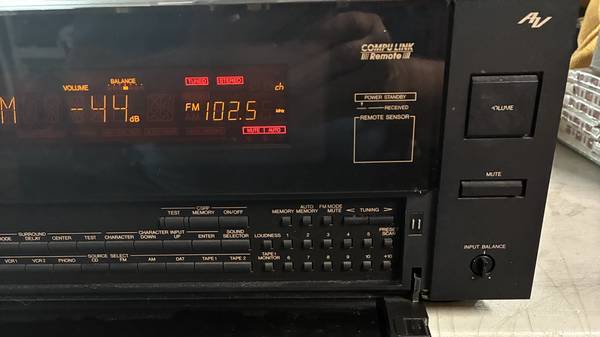 AV
COMPU LINK
Remote
TUNED STEREO
VOLUME BALANCE ch
M -44 dB FM 102.5
MUTE AUTO
POWER STANDBY
RECEIVED
REMOTE SENSOR
VOLUME
MUTE
INPUT BALANCE
CSRP
TEST MEMORY ON/OFF
MEMORY AUTO MEMORY FM MODE MUTE < TUNING >
MODE SURROUND DELAY CENTER TEST CHARACTER CHARACTER DOWN INPUT UP ENTER SOUND SELECTOR
LOUDNESS 1 2 3 4 5 PRESET SCAN
SOURCE SELECT
VCR 1 VCR 2 PHONO CD FM AM DAT TAPE 1 TAPE 2
TAPE 1 MONITOR 6 7 8 9 10 +10